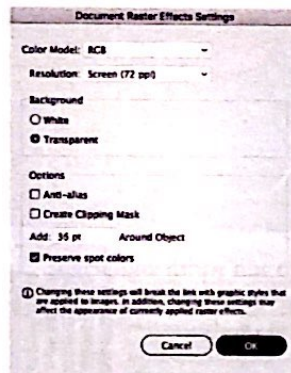 Document Raster Effects Settings
Color Model: RGB
Resolution: Screen (72 ppi)
Background
White
Transparent
Options
Anti-alias
Create Clipping Mask
Add: 36 pt Around Object
Preserve spot colors
Changing these settings will break the link with graphic styles that
are applied to images. In addition, changing these settings may
affect the appearance of currently applied raster effects.
Cancel OK